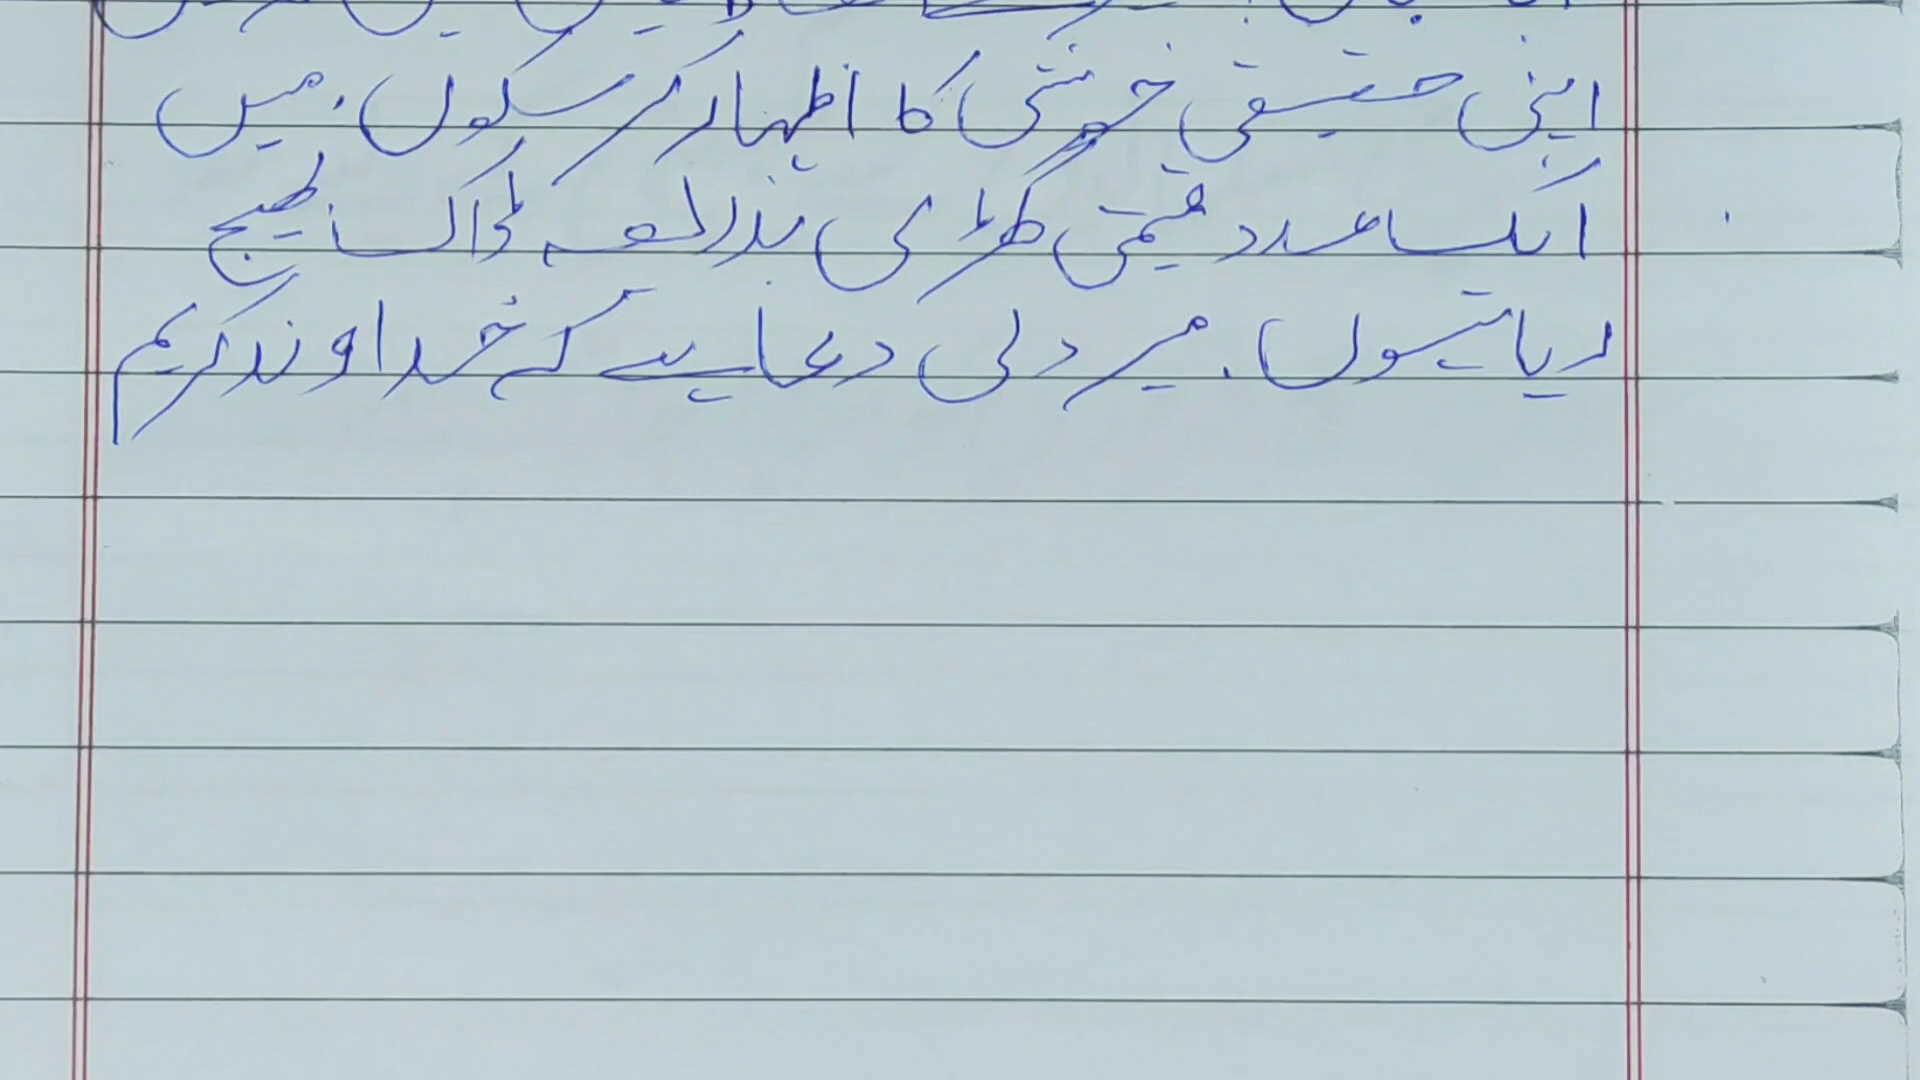 اپنی حقیقی خوشی کا اظہار کر سکوں. میں
ایک عدد قیمتی گھڑی بذریعہ ڈاک بھیج
رہا ہوں. میر دلی دعا ہے کہ خداوند کریم